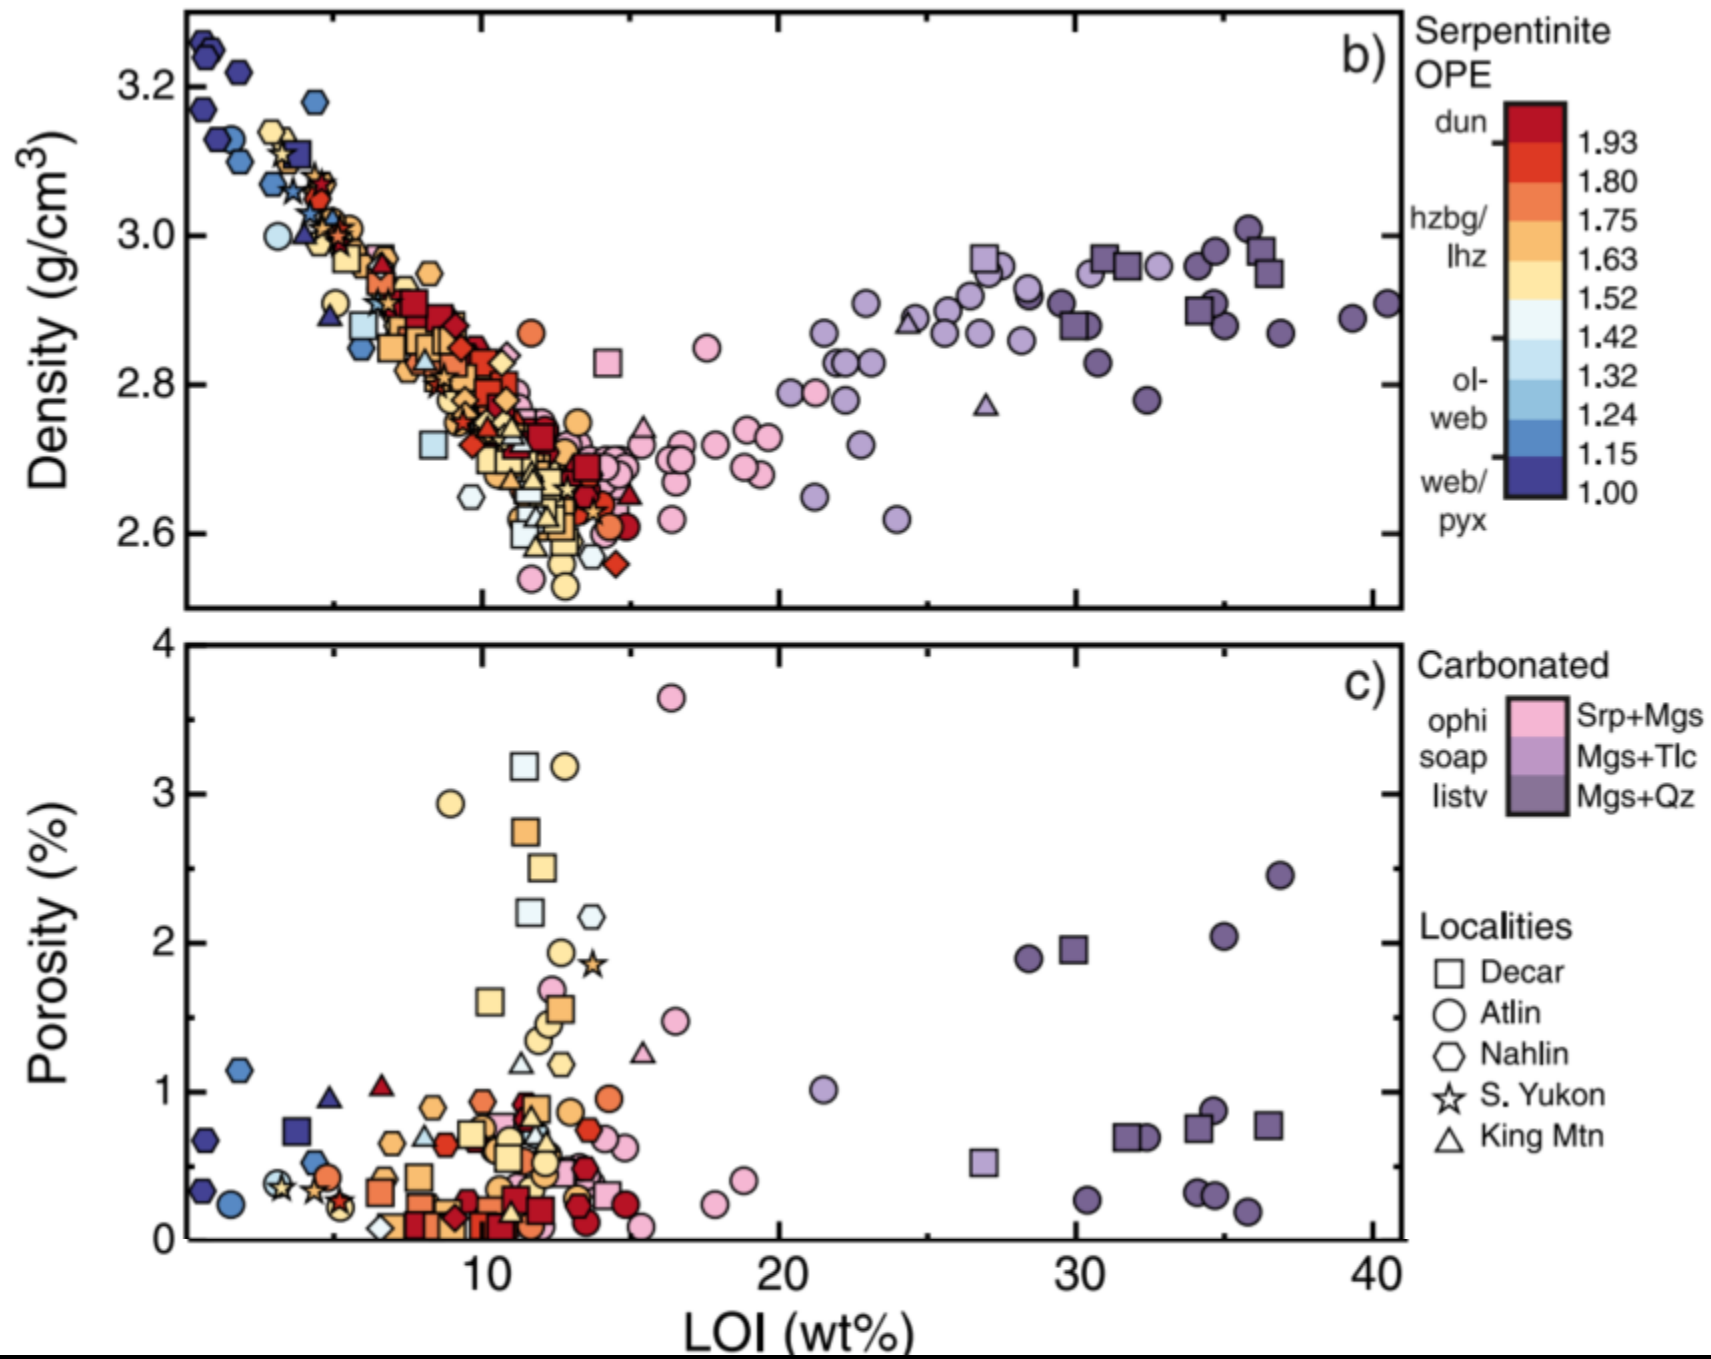 b)
Density (g/cm³)
3.2
3.0
2.8
2.6
Serpentinite
OPE
dun
hzbg/
lhz
ol-
web
web/
pyx
1.93
1.80
1.75
1.63
1.52
1.42
1.32
1.24
1.15
1.00
c)
Porosity (%)
4
3
2
1
0
10 20 30 40
LOI (wt%)
Carbonated
ophi Srp+Mgs
soap Mgs+Tlc
listv Mgs+Qz
Localities
Decar
Atlin
Nahlin
S. Yukon
King Mtn